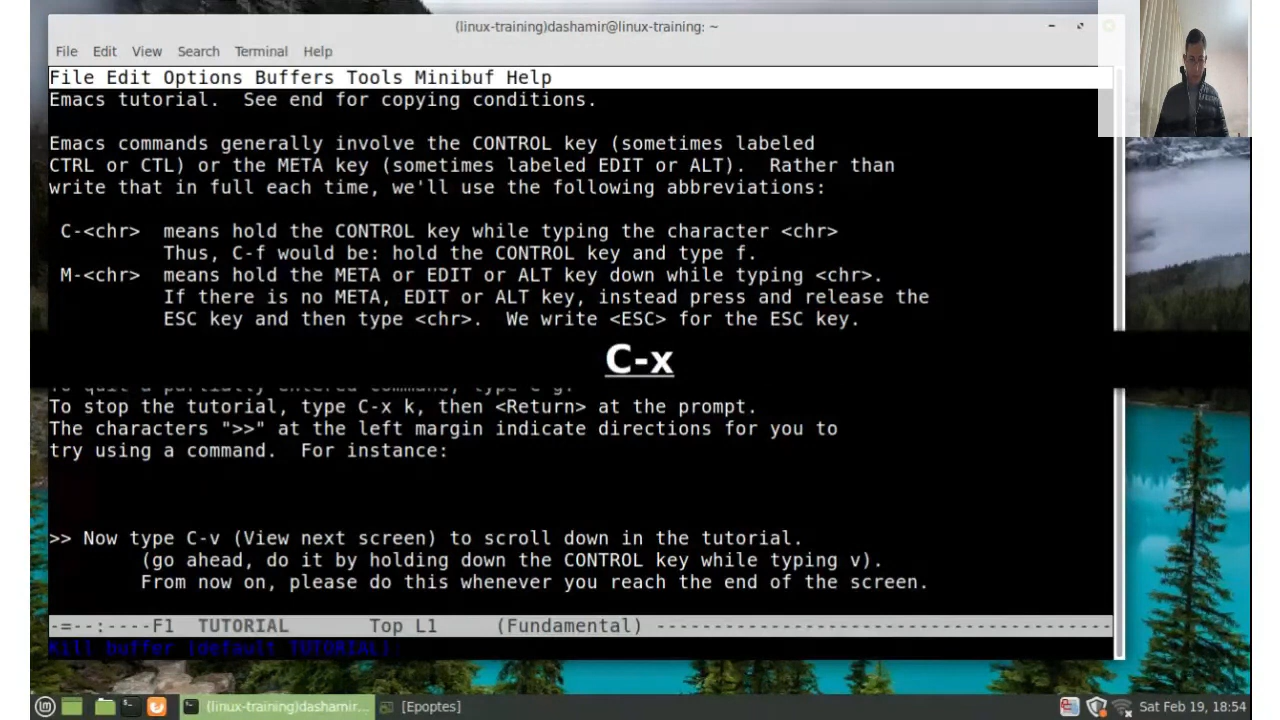 (linux-training)dashamir@linux-training: ~
File Edit View Search Terminal Help
File Edit Options Buffers Tools Minibuf Help
Emacs tutorial.  See end for copying conditions.
Emacs commands generally involve the CONTROL key (sometimes labeled
CTRL or CTL) or the META key (sometimes labeled EDIT or ALT).  Rather than
write that in full each time, we'll use the following abbreviations:
C-<chr>  means hold the CONTROL key while typing the character <chr>
Thus, C-f would be: hold the CONTROL key and type f.
M-<chr>  means hold the META or EDIT or ALT key down while typing <chr>.
If there is no META, EDIT or ALT key, instead press and release the
ESC key and then type <chr>.  We write <ESC> for the ESC key.
C-x
To quit a partially entered command, type C-g.
To stop the tutorial, type C-x k, then <Return> at the prompt.
The characters ">>" at the left margin indicate directions for you to
try using a command.  For instance:
>> Now type C-v (View next screen) to scroll down in the tutorial.
(go ahead, do it by holding down the CONTROL key while typing v).
From now on, please do this whenever you reach the end of the screen.
-=--:----F1  TUTORIAL       Top L1     (Fundamental) ----------------------------------------
Kill buffer (default TUTORIAL):
(linux-training)dashamir... [Epoptes] Sat Feb 19, 18:54